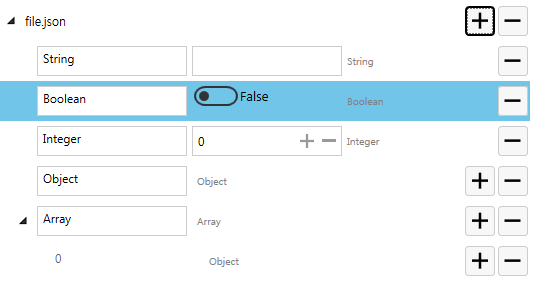 file.json
String String
Boolean False Boolean
Integer 0 Integer
Object Object
Array Array
0 Object